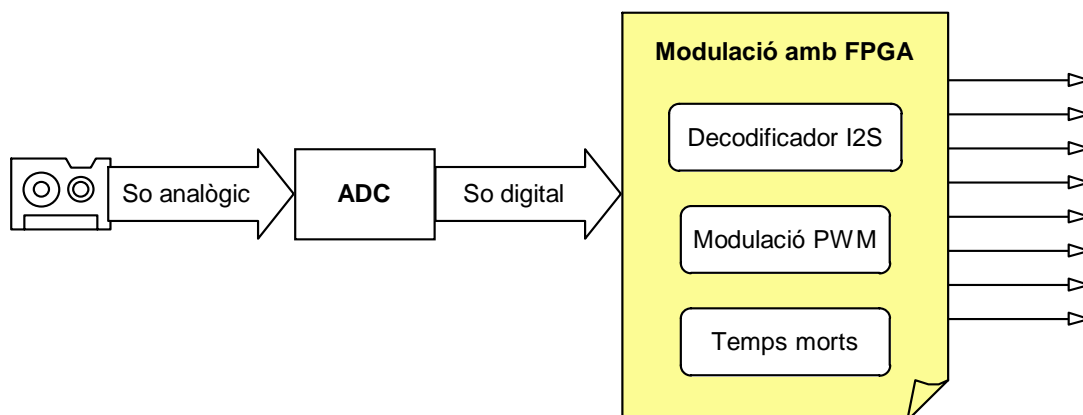 Modulació amb FPGA
Decodificador I2S
So analògic
ADC
So digital
Modulació PWM
Temps morts